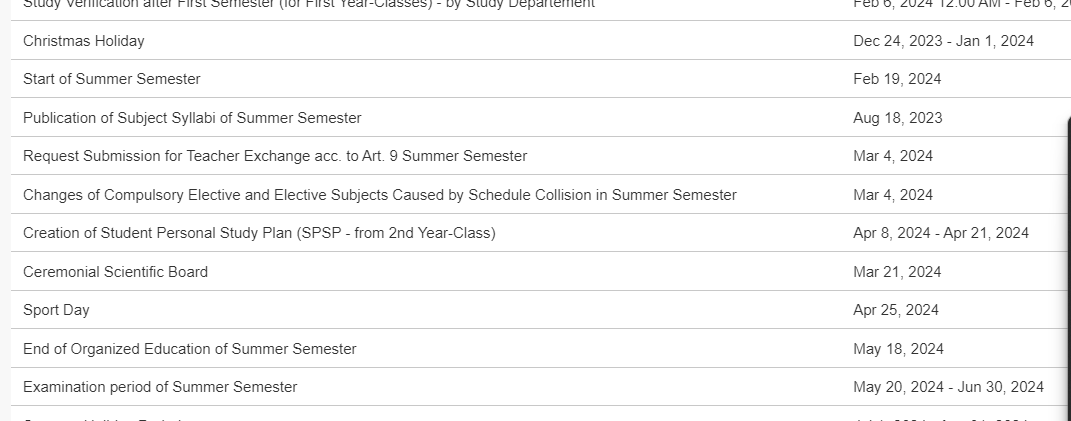 Study Verification after First Semester (for First Year-Classes) - by Study Departement Feb 6, 2024 12:00 AM - Feb 6,
Christmas Holiday Dec 24, 2023 - Jan 1, 2024
Start of Summer Semester Feb 19, 2024
Publication of Subject Syllabi of Summer Semester Aug 18, 2023
Request Submission for Teacher Exchange acc. to Art. 9 Summer Semester Mar 4, 2024
Changes of Compulsory Elective and Elective Subjects Caused by Schedule Collision in Summer Semester Mar 4, 2024
Creation of Student Personal Study Plan (SPSP - from 2nd Year-Class) Apr 8, 2024 - Apr 21, 2024
Ceremonial Scientific Board Mar 21, 2024
Sport Day Apr 25, 2024
End of Organized Education of Summer Semester May 18, 2024
Examination period of Summer Semester May 20, 2024 - Jun 30, 2024